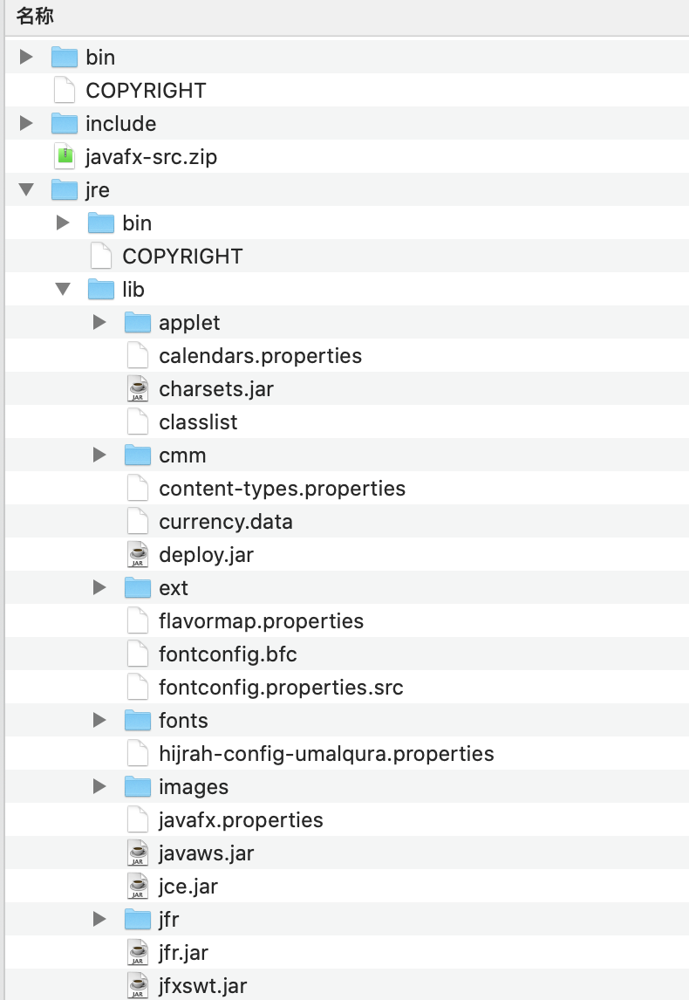 名称
bin
COPYRIGHT
include
javafx-src.zip
jre
bin
COPYRIGHT
lib
applet
calendars.properties
charsets.jar
classlist
cmm
content-types.properties
currency.data
deploy.jar
ext
flavormap.properties
fontconfig.bfc
fontconfig.properties.src
fonts
hijrah-config-umalqura.properties
images
javafx.properties
javaws.jar
jce.jar
jfr
jfr.jar
jfxswt.jar